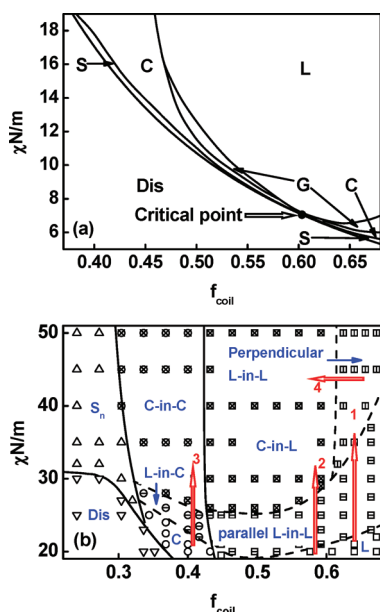 18
16
14
12
10
8
6
χN/m
S
C
L
Dis
G
C
Critical point
S
(a)
0.40
0.45
0.50
0.55
0.60
0.65
f_coil
50
40
30
20
χN/m
Perpendicular
L-in-L
4
1
S_n
C-in-C
C-in-L
L-in-C
3
2
Dis
C
parallel L-in-L
L
(b)
0.3
0.4
0.5
0.6
f_coil